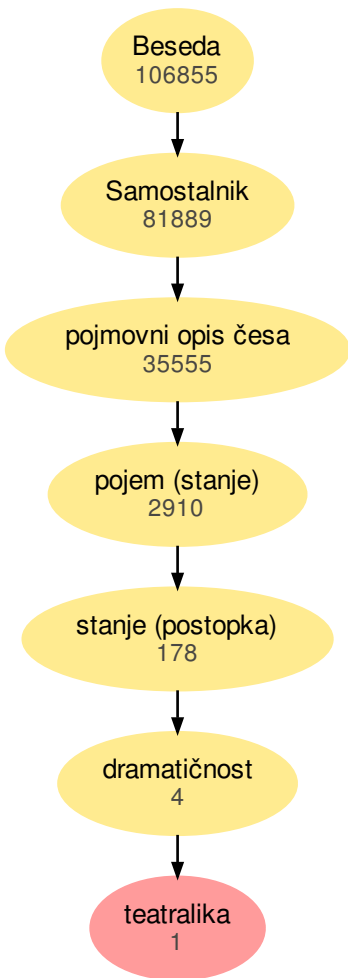 Beseda
106855
Samostalnik
81889
pojmovni opis česa
35555
pojem (stanje)
2910
stanje (postopka)
178
dramatičnost
4
teatralika
1